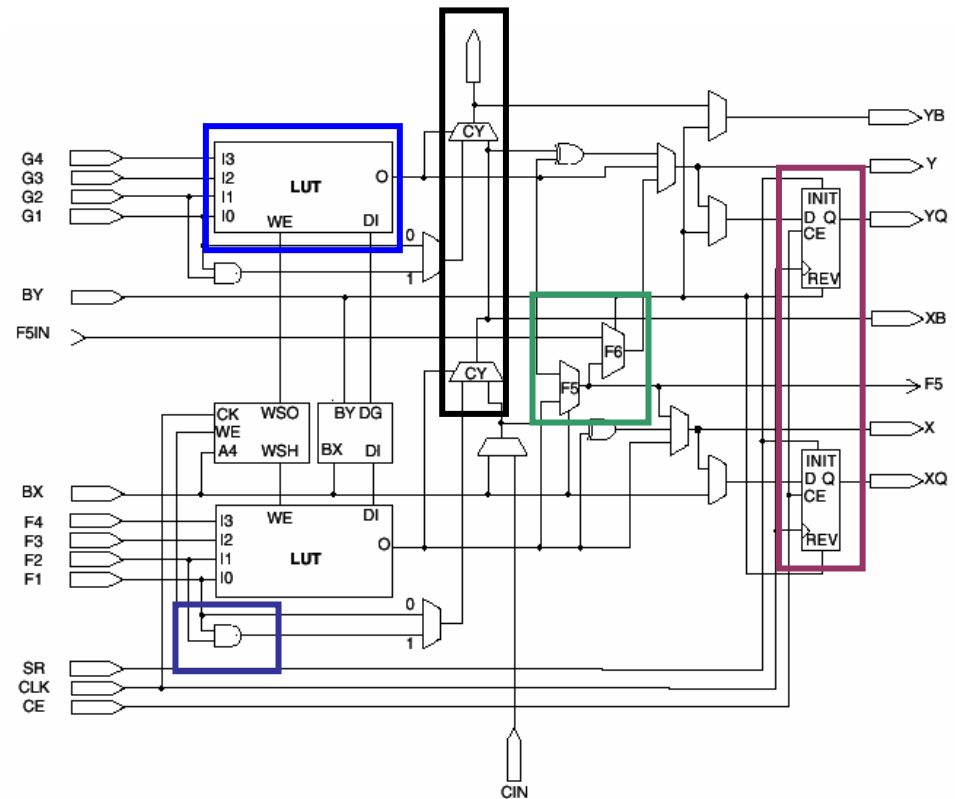 G4
G3
G2
G1
I3
I2
I1
I0
LUT
O
WE
DI
0
1
CY
YB
Y
YQ
INIT
D Q
CE
REV
BY
F5IN
XB
F6
F5
F5
CY
CK
WE
A4
WSO
WSH
BY DG
BX DI
X
XQ
INIT
D Q
CE
REV
BX
F4
F3
F2
F1
I3
I2
I1
I0
WE
DI
LUT
O
0
1
SR
CLK
CE
CIN